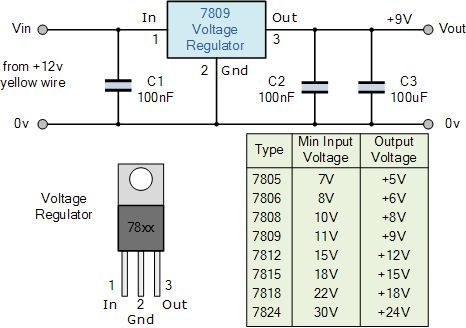 Vin
In
1
7809
Voltage
Regulator
Out
3
+9V
Vout
from +12v
yellow wire
2 Gnd
C1
100nF
C2
100nF
C3
100uF
0v
0v
Voltage
Regulator
78xx
1
In
2
Gnd
3
Out
Type Min Input Voltage Output Voltage
7805 7V +5V
7806 8V +6V
7808 10V +8V
7809 11V +9V
7812 15V +12V
7815 18V +15V
7818 22V +18V
7824 30V +24V